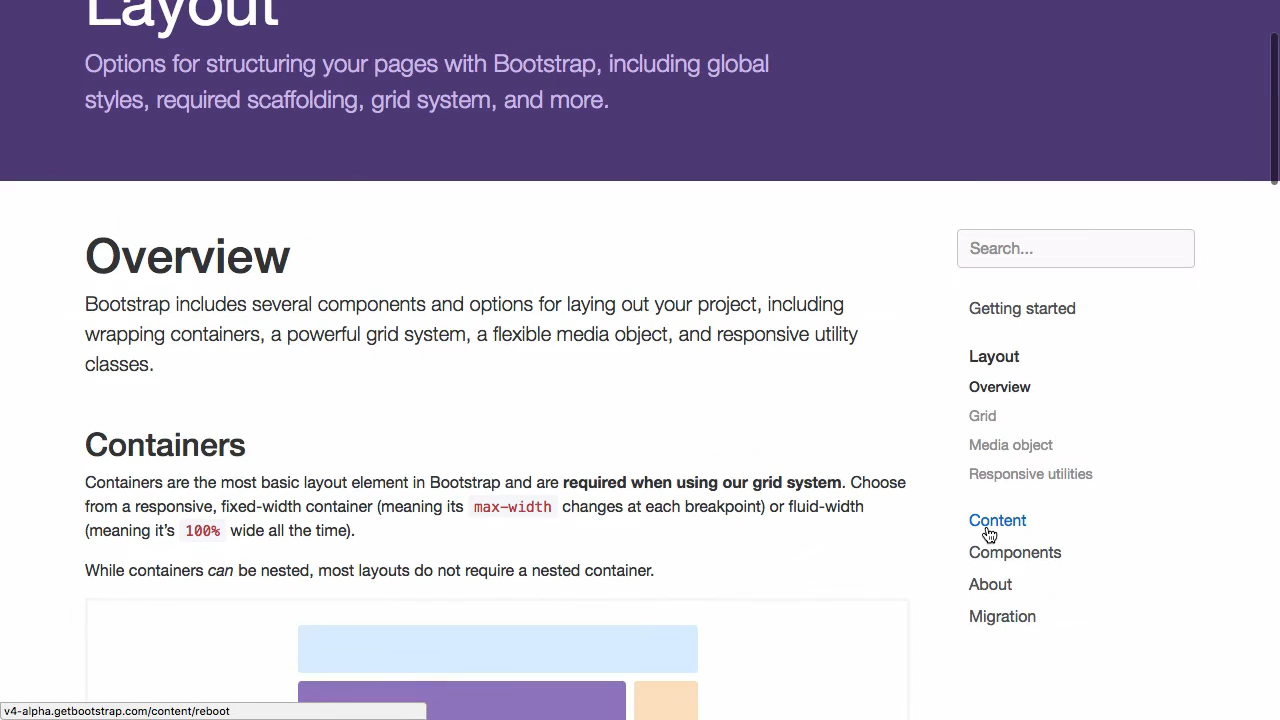 Layout
Options for structuring your pages with Bootstrap, including global
styles, required scaffolding, grid system, and more.
Overview
Bootstrap includes several components and options for laying out your project, including
wrapping containers, a powerful grid system, a flexible media object, and responsive utility
classes.
Containers
Containers are the most basic layout element in Bootstrap and are required when using our grid system. Choose
from a responsive, fixed-width container (meaning its max-width changes at each breakpoint) or fluid-width
(meaning it's 100% wide all the time).
While containers can be nested, most layouts do not require a nested container.
Search...
Getting started
Layout
Overview
Grid
Media object
Responsive utilities
Content
Components
About
Migration
v4-alpha.getbootstrap.com/content/reboot